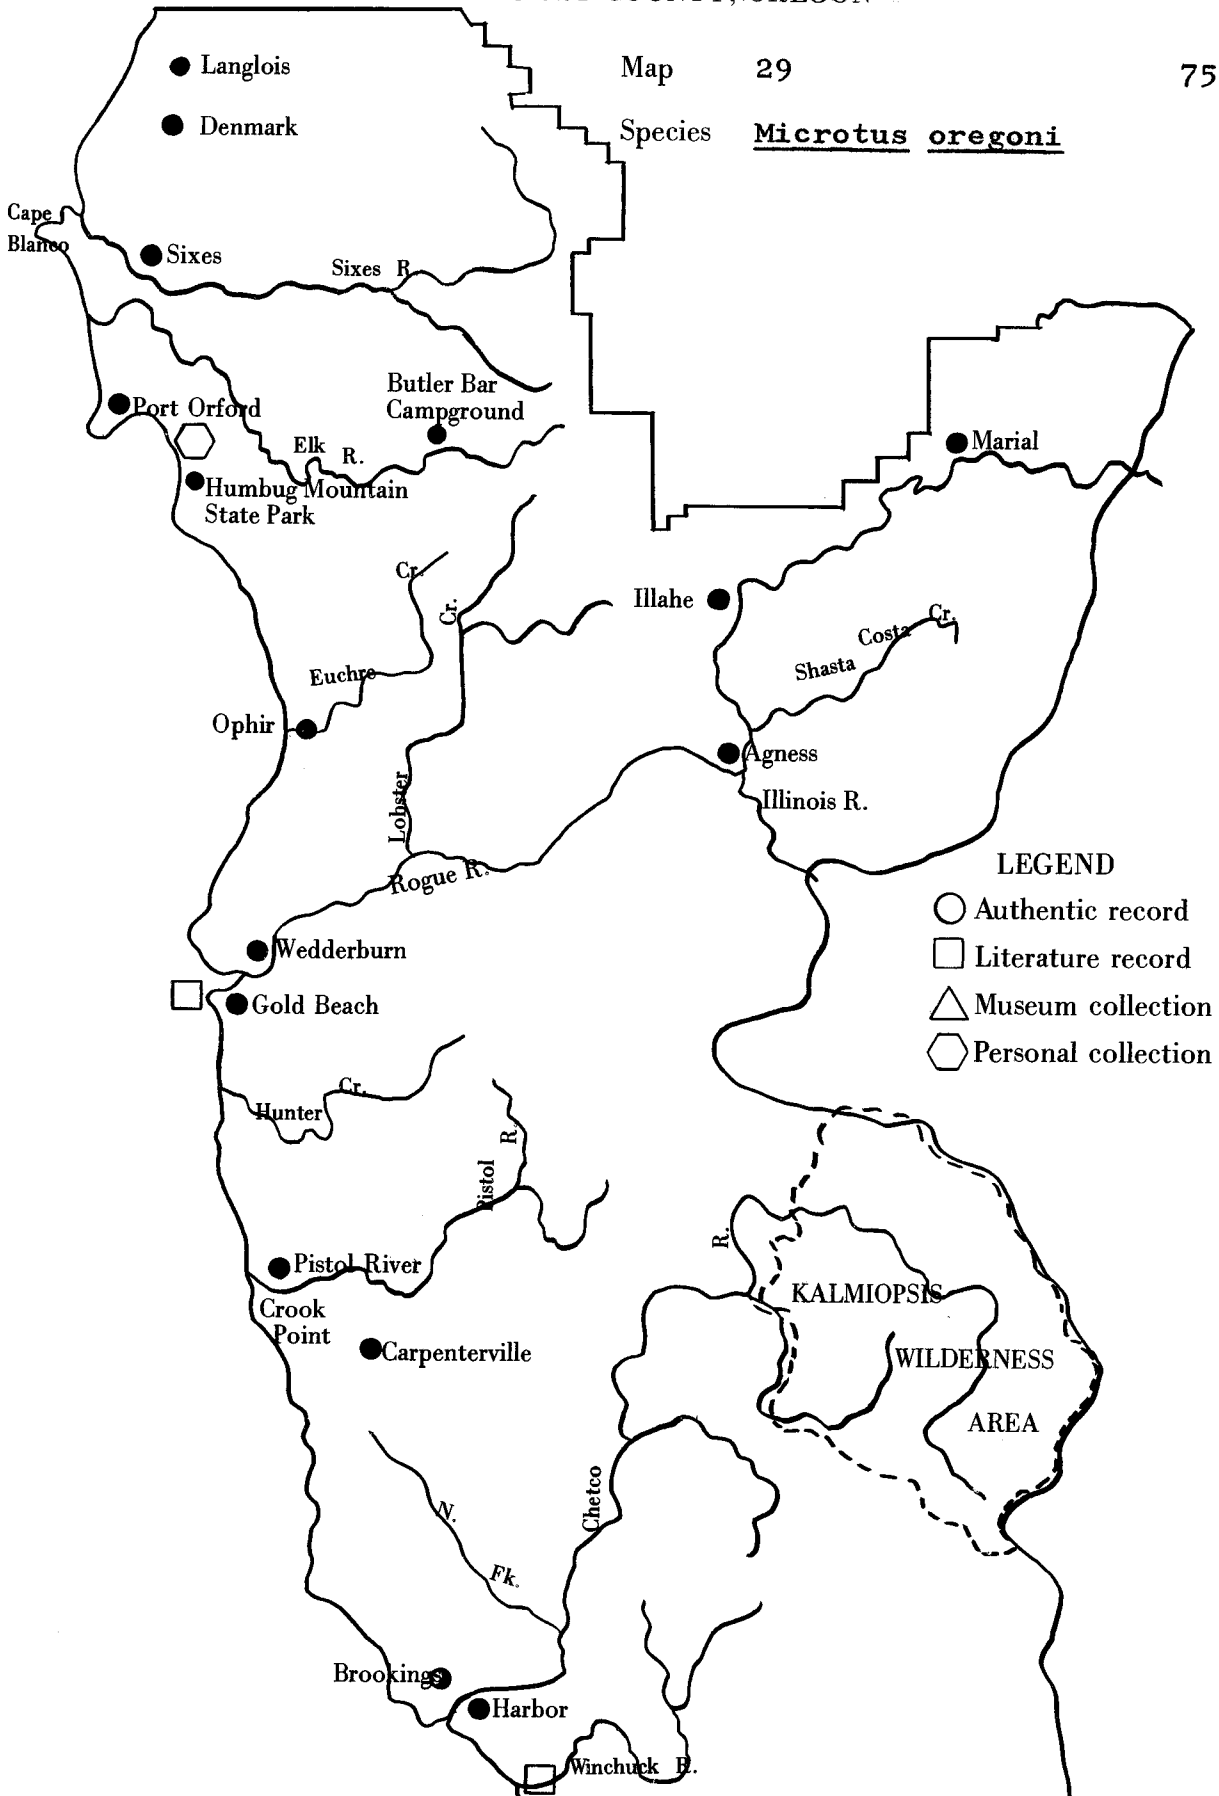 COUNTY, OREGON
Map 29 75
Species Microtus oregoni
Langlois
Denmark
Cape
Blanco
Sixes
Sixes R
Butler Bar
Campground
Port Orford
Elk R.
Humbug Mountain
State Park
Marial
Cr.
Cr.
Illahe
Shasta Costa Cr.
Euchre
Ophir
Agness
Lobster
Illinois R.
Rogue R.
LEGEND
Authentic record
Literature record
Museum collection
Personal collection
Wedderburn
Gold Beach
Hunter Cr.
Pistol R.
R.
Pistol River
Crook
Point
Carpenterville
KALMIOPSIS
WILDERNESS
AREA
Chetco
N. Fk.
Brookings
Harbor
Winchuck R.